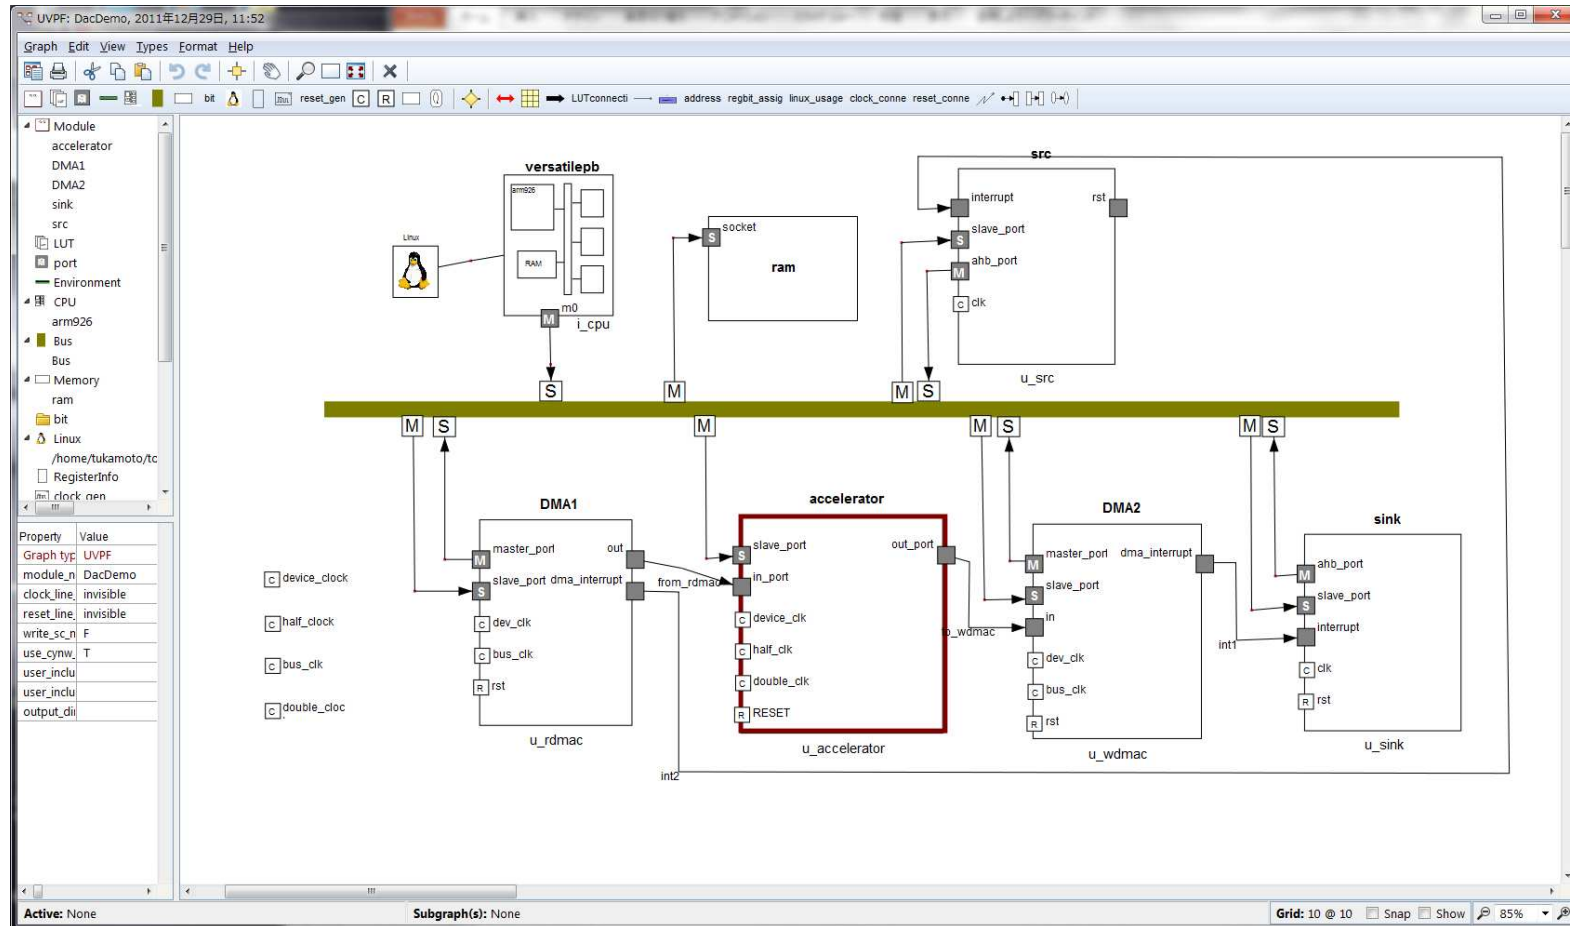 UVPF: DacDemo, 2011年12月29日, 11:52
Graph Edit View Types Format Help
bit reset_gen C R LUTconnecti address regbit_assig linux_usage clock_conne reset_conne
Module
accelerator
DMA1
DMA2
sink
src
LUT
port
Environment
CPU
arm926
Bus
Bus
Memory
ram
bit
Linux
/home/tukamoto/to
RegisterInfo
clock_gen
Property Value
Graph typ UVPF
module_n DacDemo
clock_line_ invisible
reset_line_ invisible
write_sc_n F
use_cynw_ T
user_inclu
user_inclu
output_dir
versatilepb
arm926
RAM
m0
M
i_cpu
Linux
socket
S
ram
src
interrupt
rst
slave_port
S
ahb_port
M
C clk
u_src
S
M
M S
M S
M
M S
M S
DMA1
master_port
M
out
slave_port
S
dma_interrupt
C dev_clk
C bus_clk
R rst
u_rdmac
from_rdmac
int2
C device_clock
C half_clock
C bus_clk
C double_cloc
accelerator
slave_port
S
out_port
in_port
C device_clk
C half_clk
C double_clk
R RESET
u_accelerator
to_wdmac
DMA2
master_port
M
dma_interrupt
slave_port
S
in
C dev_clk
C bus_clk
R rst
u_wdmac
int1
sink
ahb_port
M
slave_port
S
interrupt
C clk
R rst
u_sink
Active: None
Subgraph(s): None
Grid: 10 @ 10 Snap Show 85%